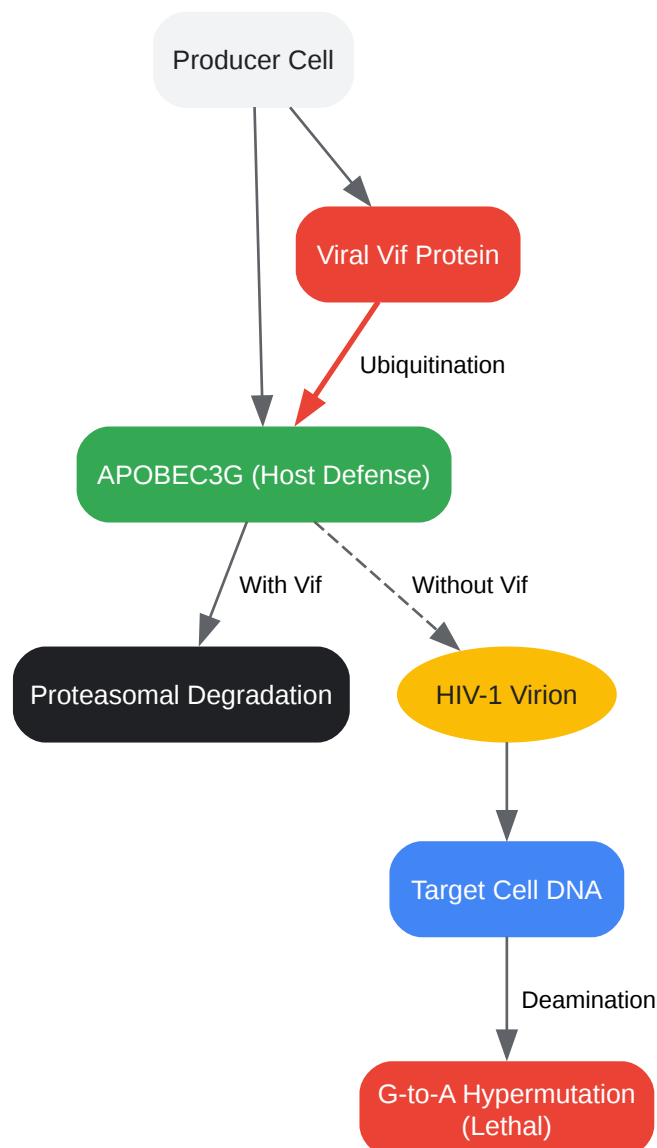 Producer Cell
Viral Vif Protein
Ubiquitination
APOBEC3G (Host Defense)
With Vif
Without Vif
Proteasomal Degradation
HIV-1 Virion
Target Cell DNA
Deamination
G-to-A Hypermutation
(Lethal)